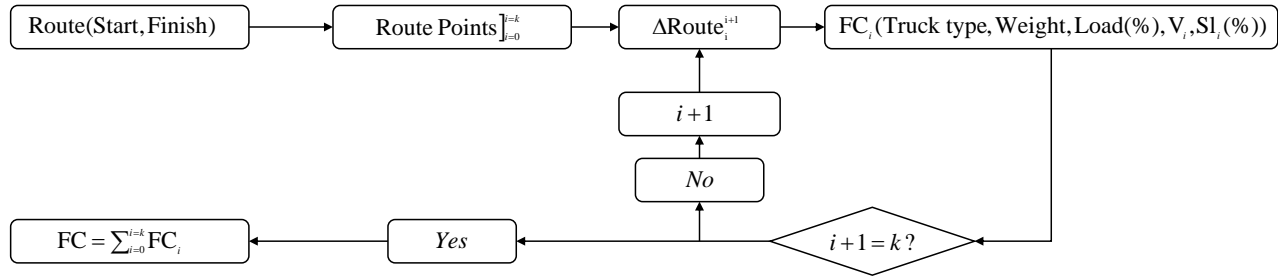 Route(Start,Finish)
Route Points]_{i=0}^{i=k}
ΔRoute_{i}^{i+1}
FC_i(Truck type,Weight,Load(%),V_i,Sl_i(%))
i+1
No
i+1=k?
Yes
FC=∑_{i=0}^{i=k}FC_i